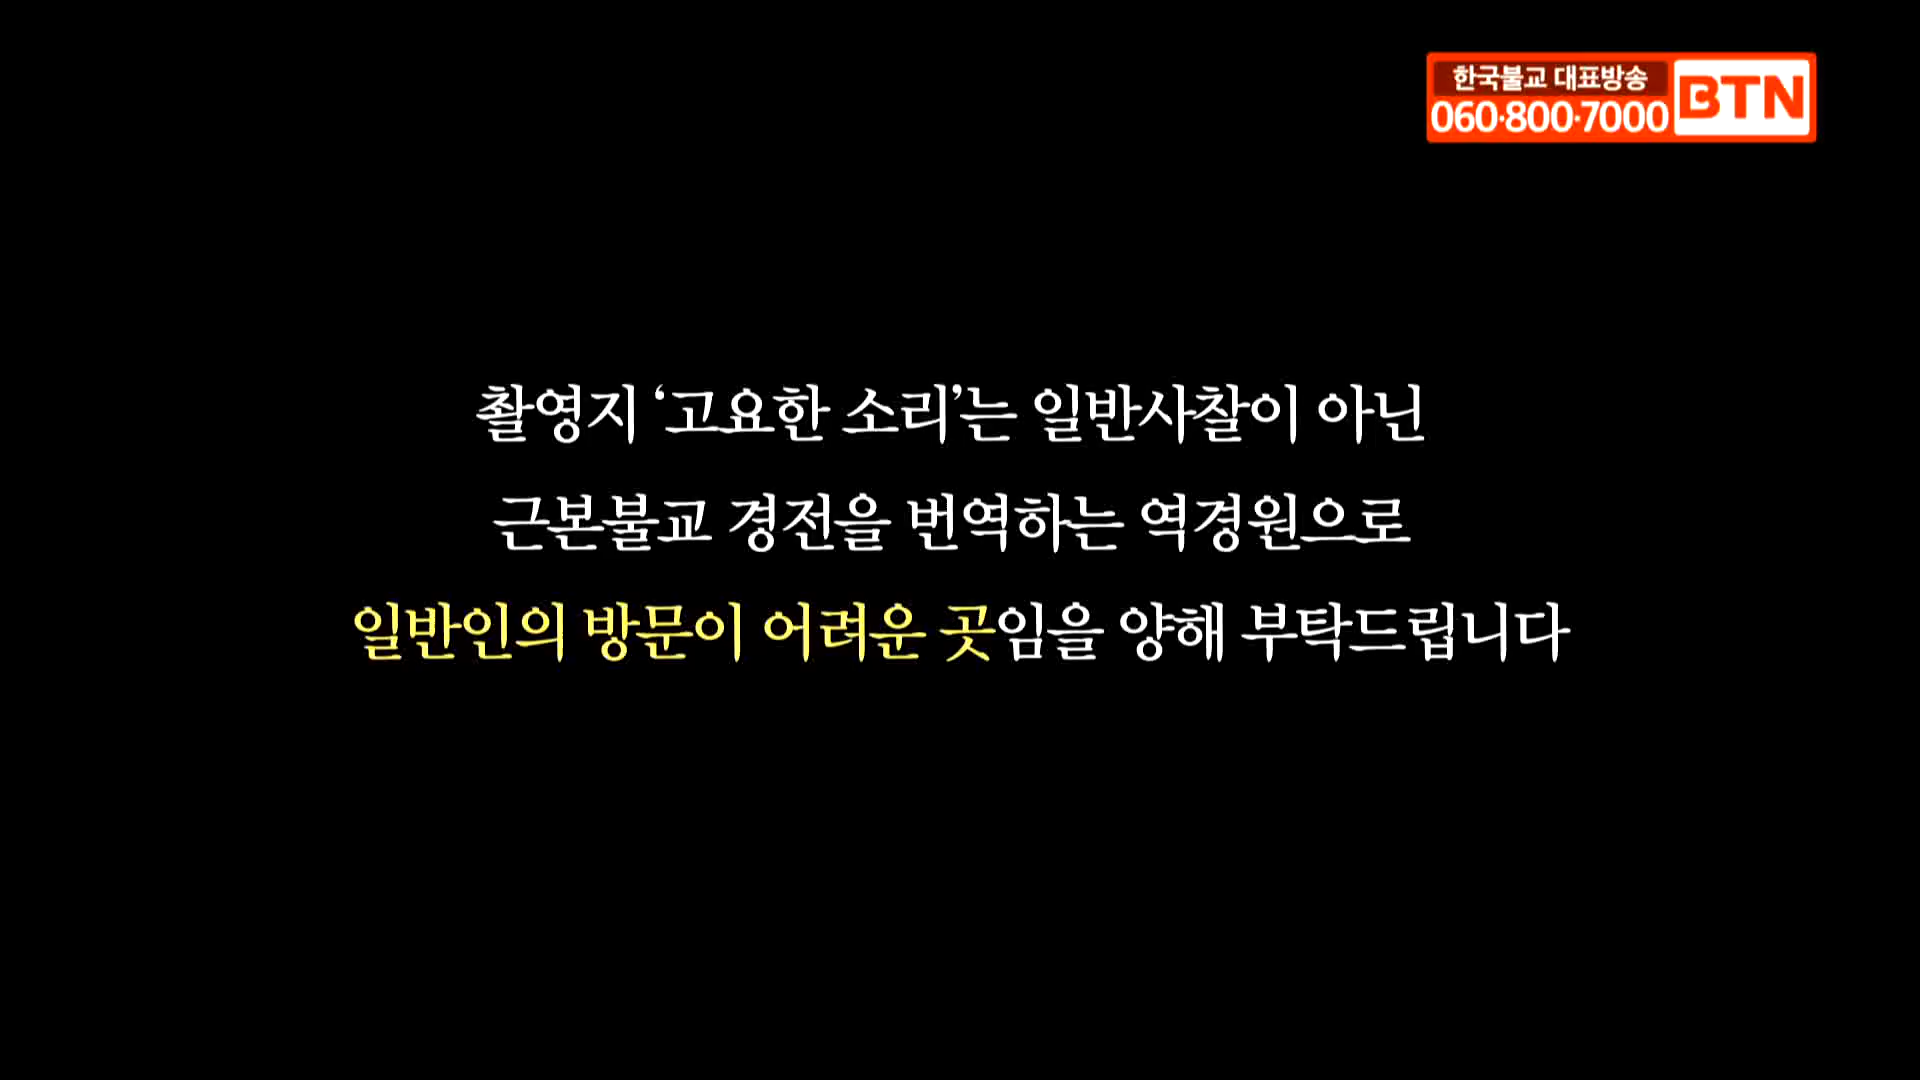 한국불교 대표방송
060·800·7000
BTN
촬영지 ‘고요한 소리’는 일반사찰이 아닌
근본불교 경전을 번역하는 역경원으로
일반인의 방문이 어려운 곳임을 양해 부탁드립니다